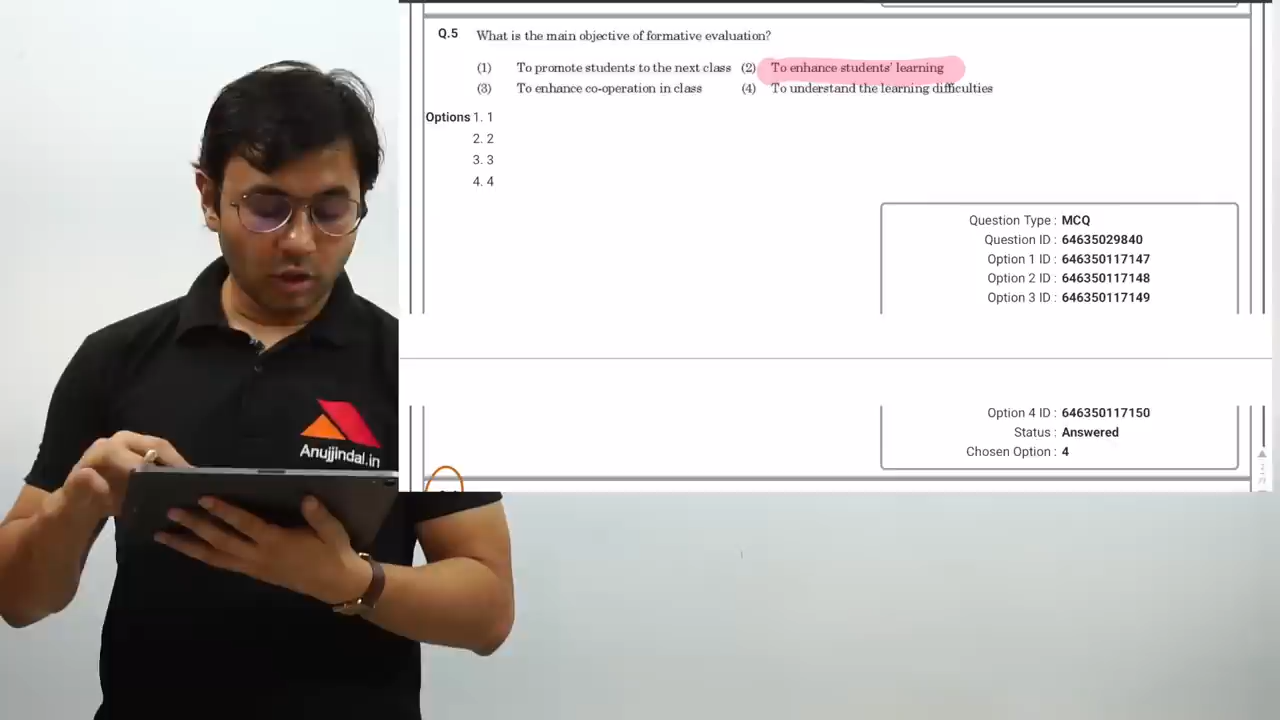 Q.5 What is the main objective of formative evaluation?
(1) To promote students to the next class (2) To enhance students' learning
(3) To enhance co-operation in class (4) To understand the learning difficulties
Options 1. 1
2. 2
3. 3
4. 4
Question Type : MCQ
Question ID : 64635029840
Option 1 ID : 646350117147
Option 2 ID : 646350117148
Option 3 ID : 646350117149
Option 4 ID : 646350117150
Status : Answered
Chosen Option : 4
Anujjindal.in